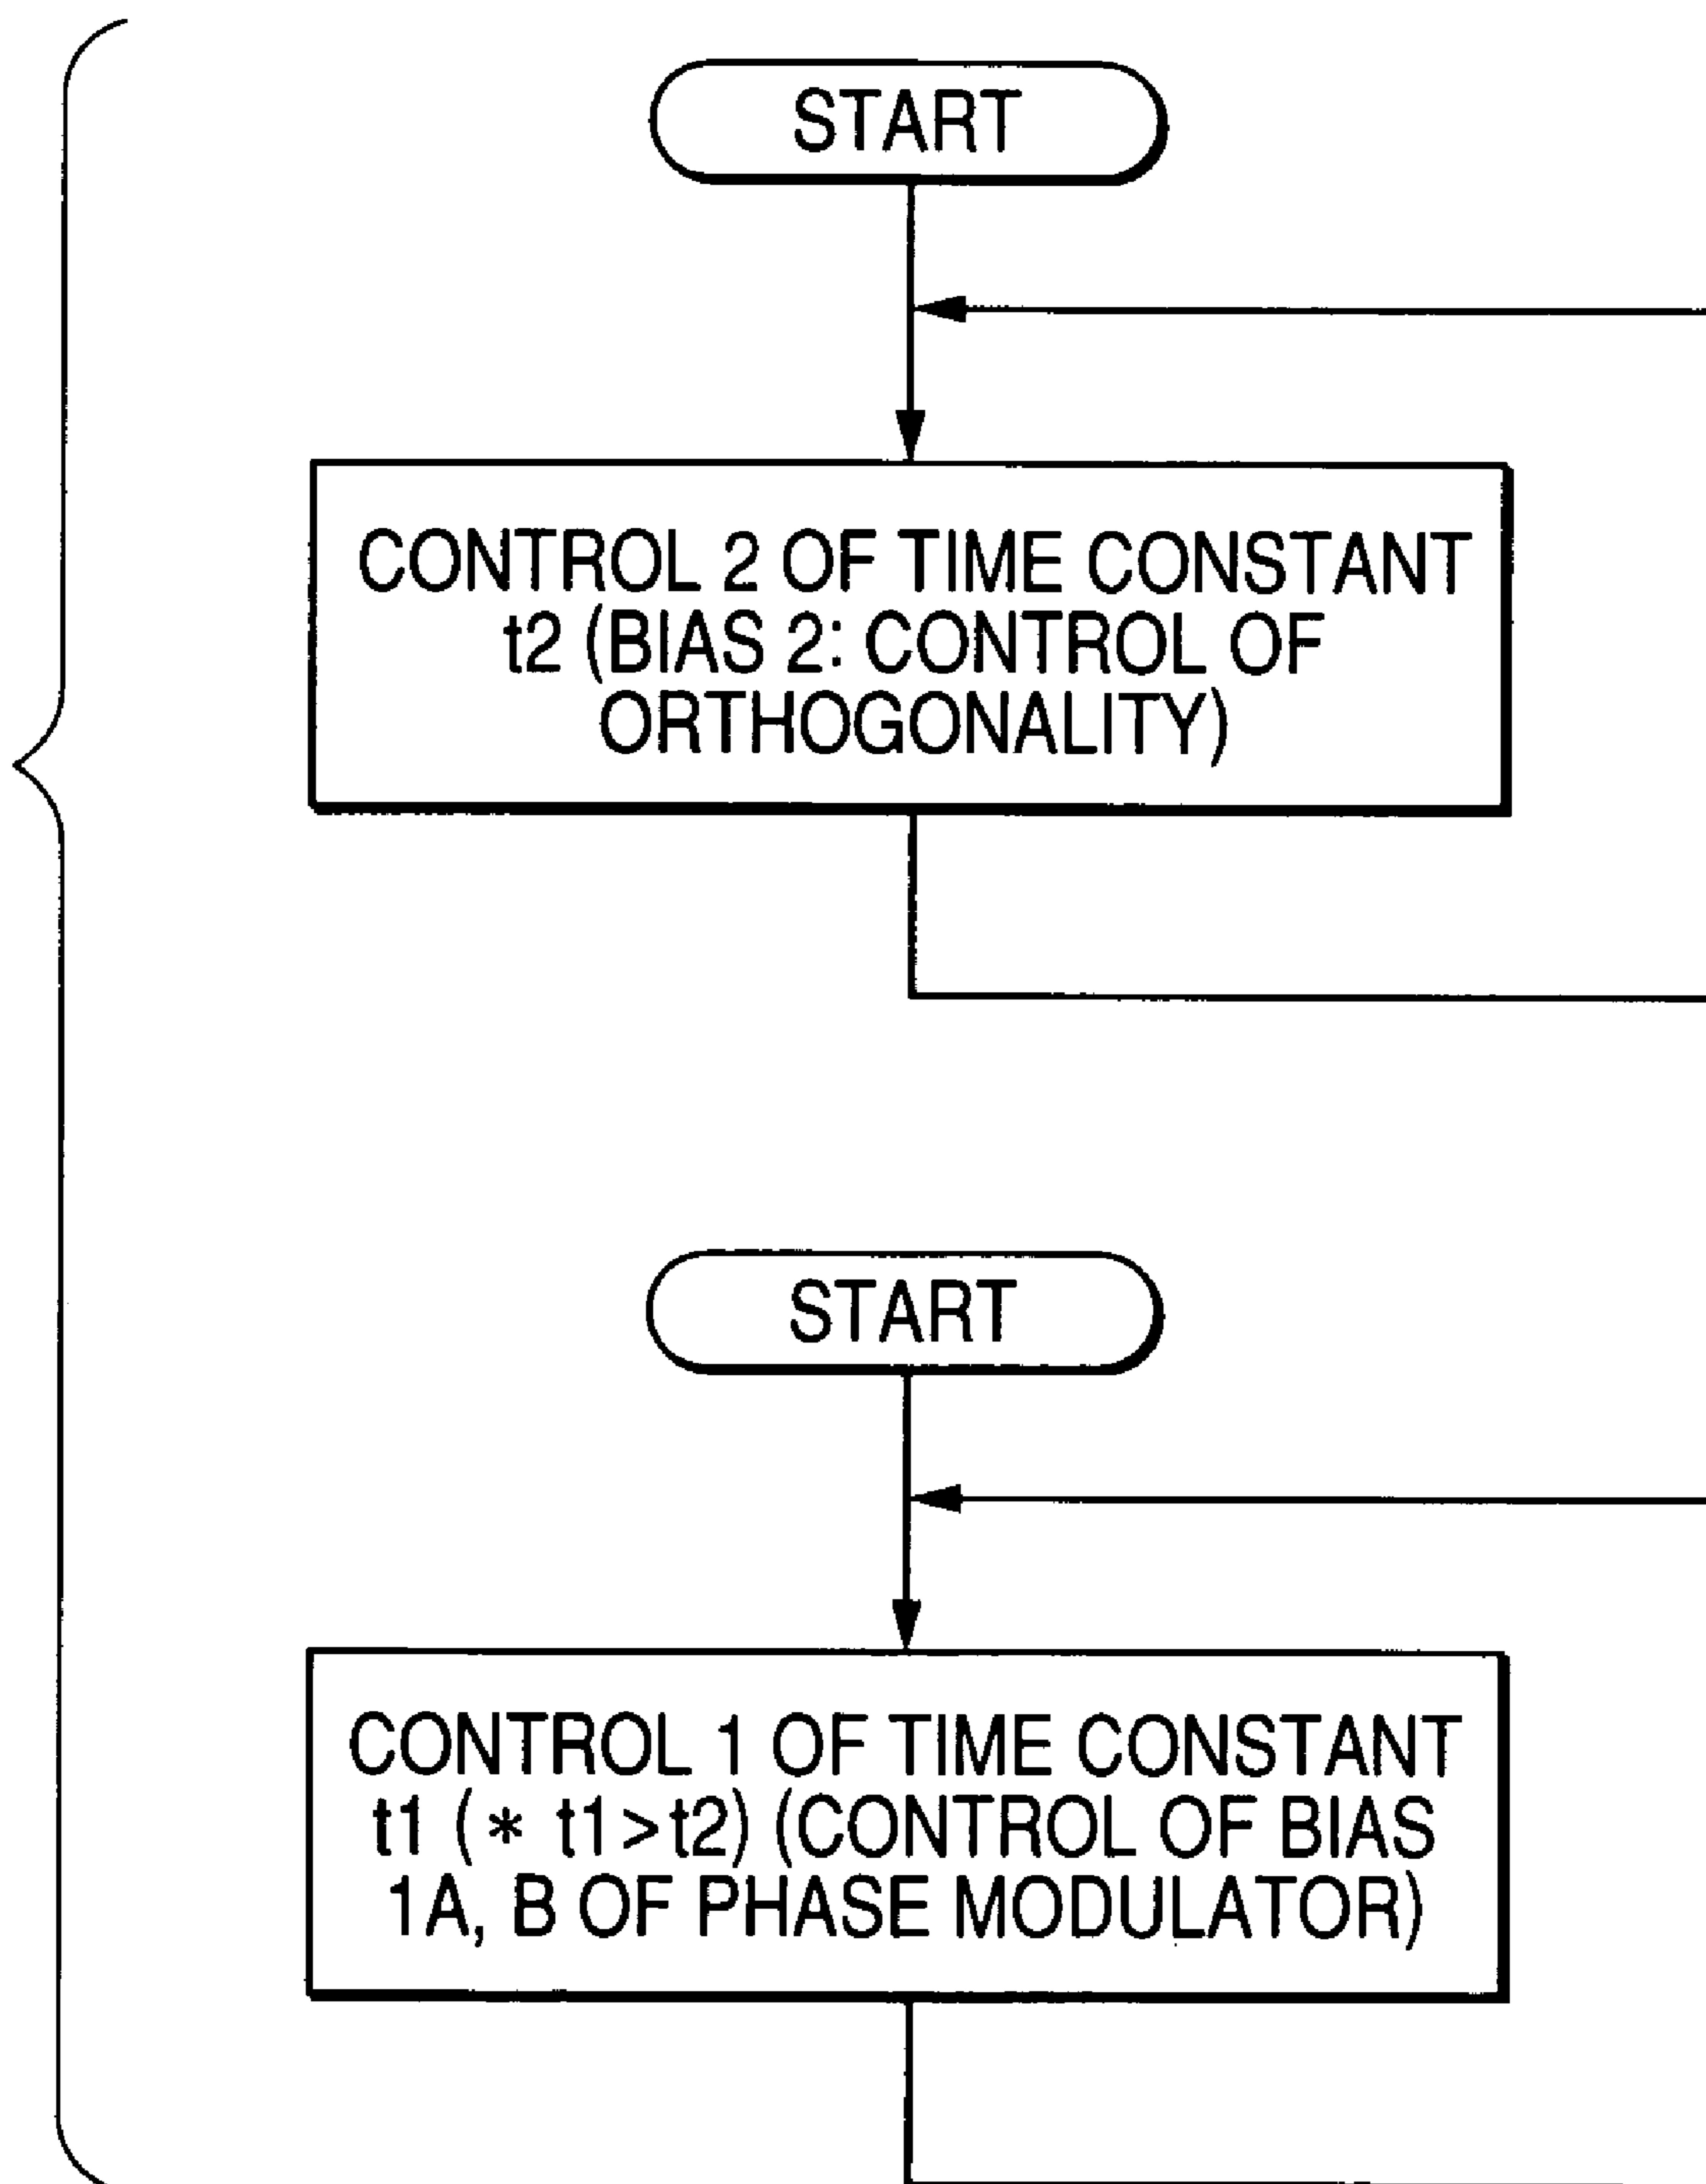 START
CONTROL 2 OF TIME CONSTANT
t2 (BIAS 2: CONTROL OF
ORTHOGONALITY)
START
CONTROL 1 OF TIME CONSTANT
t1 ( * t1>t2) (CONTROL OF BIAS
1A, B OF PHASE MODULATOR)